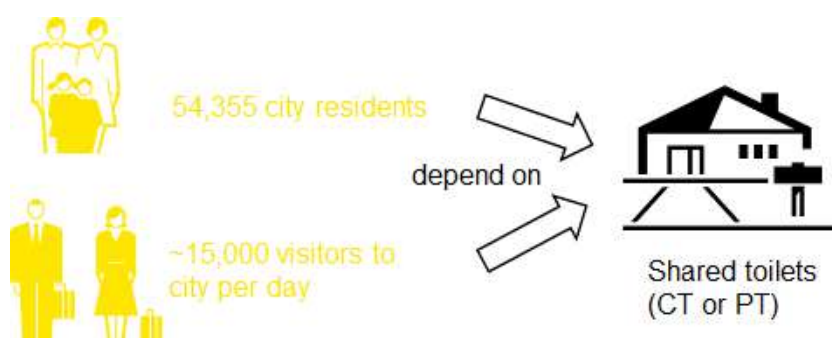 54,355 city residents
depend on
~15,000 visitors to
city per day
Shared toilets
(CT or PT)